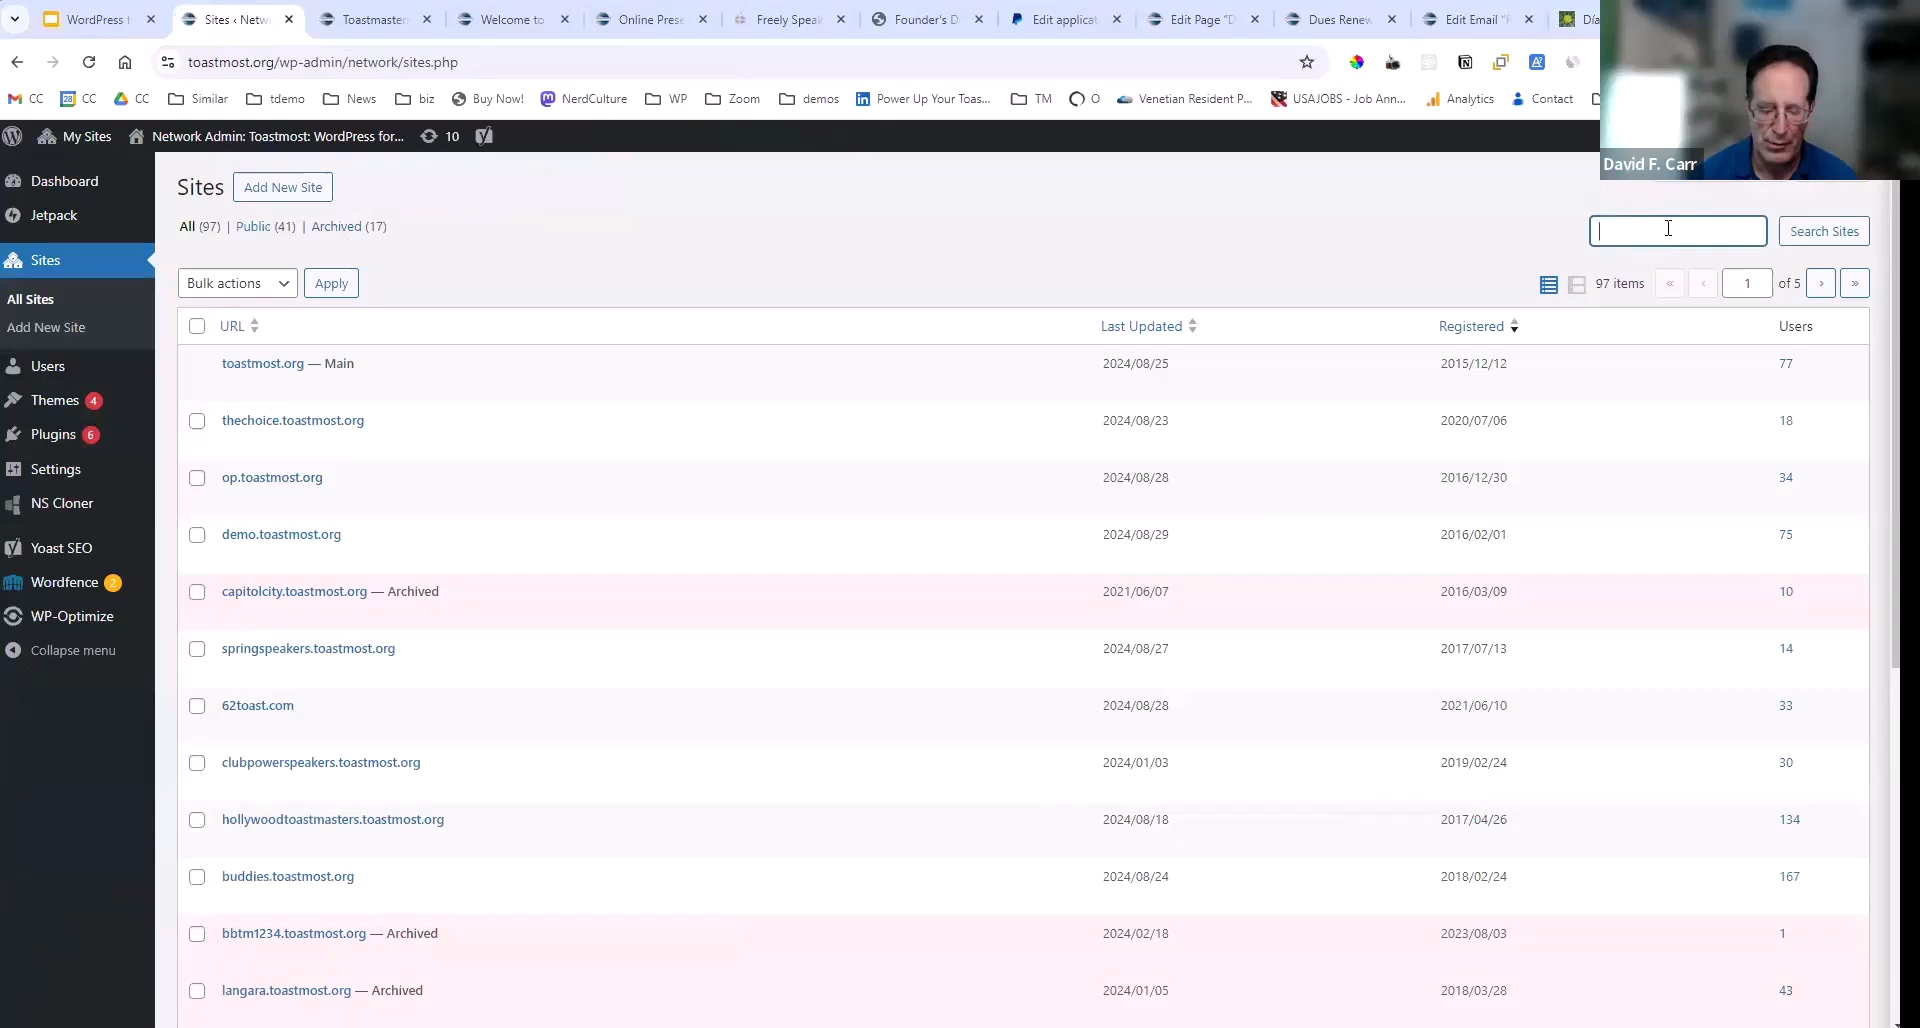 WordPress f
Sites ‹ Netw
Toastmaster
Welcome to
Online Prese
Freely Speak
Founder's D
Edit applicat
Edit Page "D
Dues Renew
Edit Email "
Día
toastmost.org/wp-admin/network/sites.php
CC
CC
CC
Similar
tdemo
News
biz
Buy Now!
NerdCulture
WP
Zoom
demos
Power Up Your Toas...
TM
O
Venetian Resident P...
USAJOBS - Job Ann...
Analytics
Contact
David F. Carr
My Sites
Network Admin: Toastmost: WordPress for...
10
Dashboard
Jetpack
Sites
All Sites
Add New Site
Users
Themes 4
Plugins 6
Settings
NS Cloner
Yoast SEO
Wordfence 2
WP-Optimize
Collapse menu
Sites Add New Site
All (97) | Public (41) | Archived (17)
Search Sites
Bulk actions Apply
97 items « ‹ 1 of 5 › »
URL Last Updated Registered Users
toastmost.org — Main 2024/08/25 2015/12/12 77
thechoice.toastmost.org 2024/08/23 2020/07/06 18
op.toastmost.org 2024/08/28 2016/12/30 34
demo.toastmost.org 2024/08/29 2016/02/01 75
capitolcity.toastmost.org — Archived 2021/06/07 2016/03/09 10
springspeakers.toastmost.org 2024/08/27 2017/07/13 14
62toast.com 2024/08/28 2021/06/10 33
clubpowerspeakers.toastmost.org 2024/01/03 2019/02/24 30
hollywoodtoastmasters.toastmost.org 2024/08/18 2017/04/26 134
buddies.toastmost.org 2024/08/24 2018/02/24 167
bbtm1234.toastmost.org — Archived 2024/02/18 2023/08/03 1
langara.toastmost.org — Archived 2024/01/05 2018/03/28 43